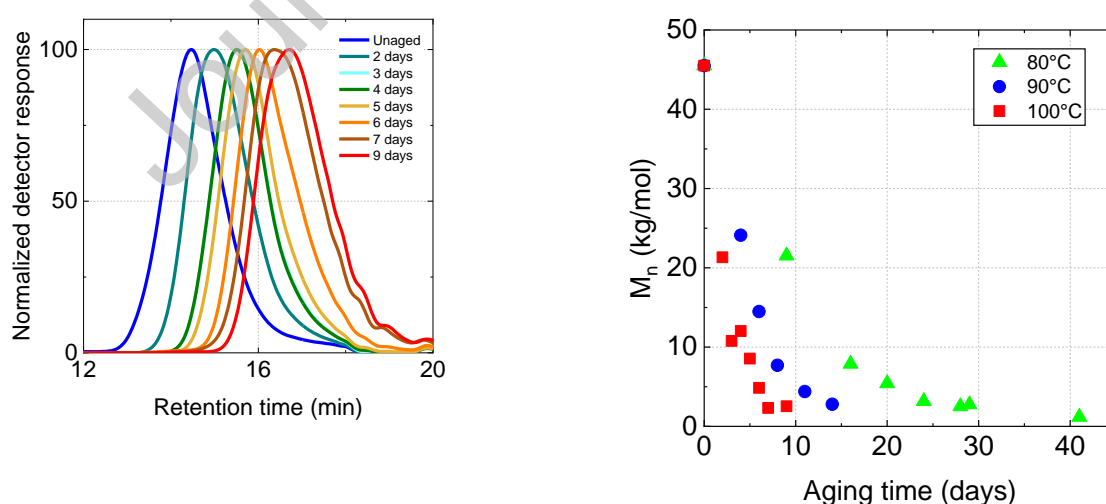 Jour
Normalized detector response
100
50
0
12
16
20
Retention time (min)
Unaged
2 days
3 days
4 days
5 days
6 days
7 days
9 days
Mn (kg/mol)
50
40
30
20
10
0
0
10
20
30
40
Aging time (days)
80°C
90°C
100°C